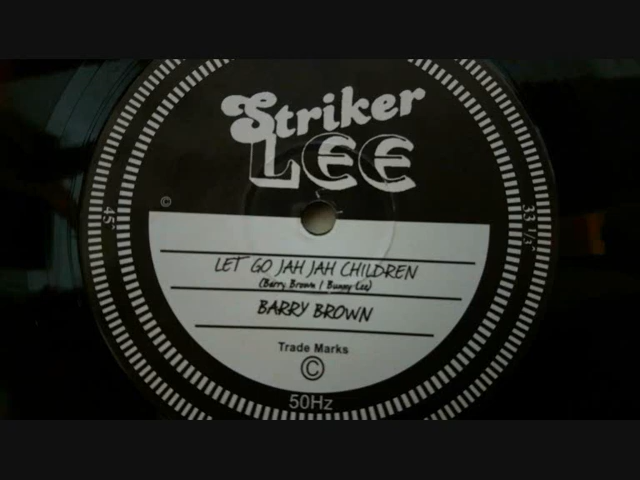 Striker
LEE
©
45
33 1/3
LET GO JAH JAH CHILDREN
(Barry Brown / Bunny Lee)
BARRY BROWN
Trade Marks
©
50Hz